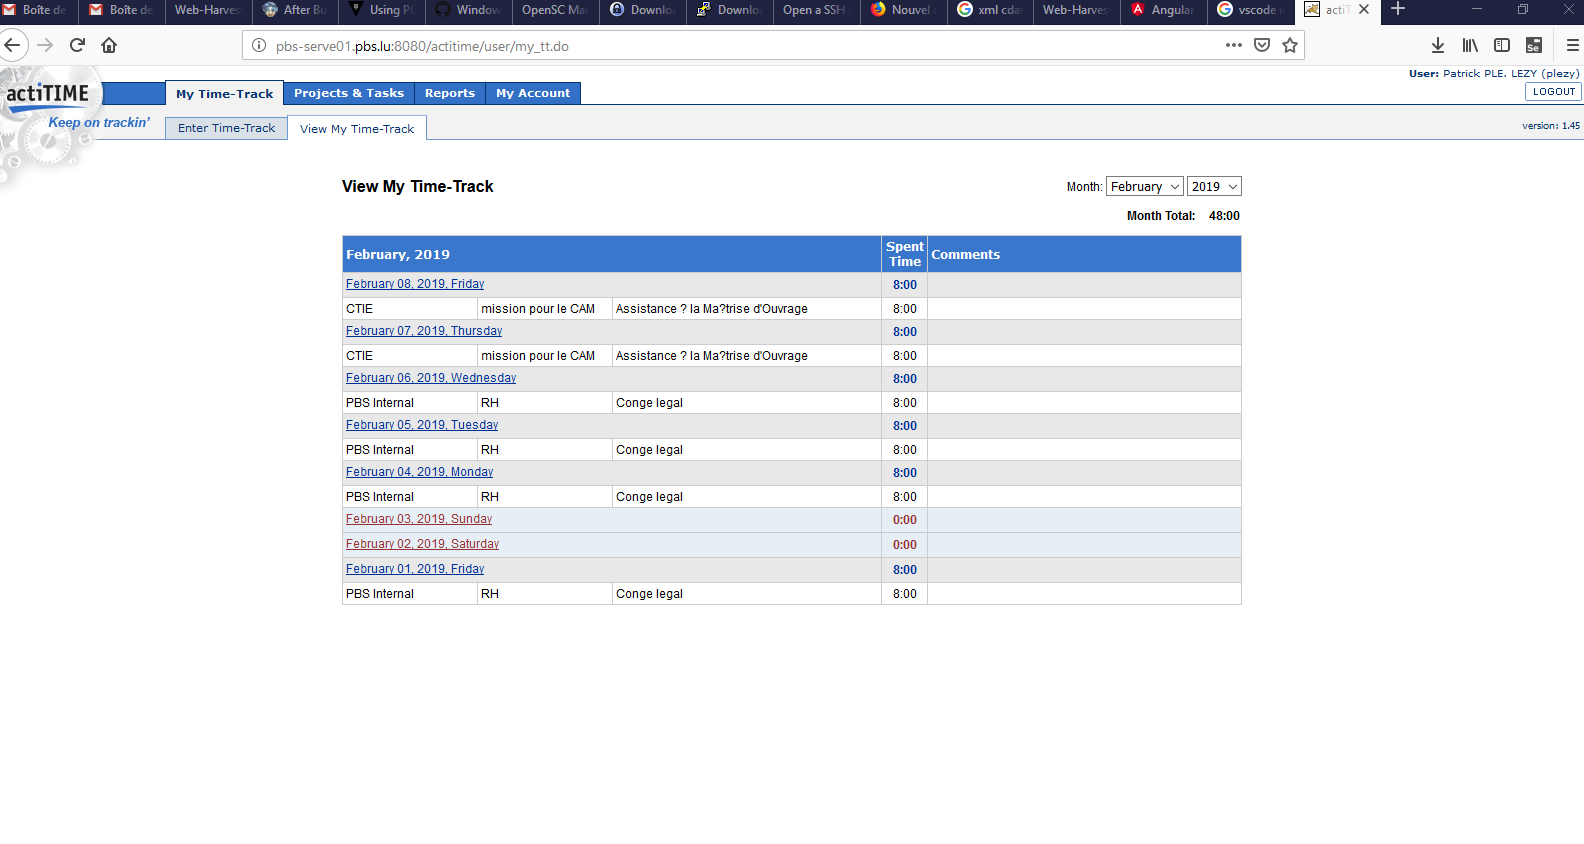 Boîte de
Boîte de
Web-Harves
After Bu
Using PC
Window
OpenSC Ma
Downlo
Downlo
Open a SSH
Nouvel
xml cda
Web-Harves
Angular
vscode
actiT
pbs-serve01.pbs.lu:8080/actitime/user/my_tt.do
Se
User: Patrick PLE. LEZY (plezy)
actiTIME
My Time-Track
Projects & Tasks
Reports
My Account
LOGOUT
Keep on trackin'
Enter Time-Track
View My Time-Track
version: 1.45
View My Time-Track
Month: February 2019
Month Total: 48:00
February, 2019 Spent Time Comments
February 08, 2019, Friday 8:00
CTIE mission pour le CAM Assistance ? la Ma?trise d'Ouvrage 8:00
February 07, 2019, Thursday 8:00
CTIE mission pour le CAM Assistance ? la Ma?trise d'Ouvrage 8:00
February 06, 2019, Wednesday 8:00
PBS Internal RH Conge legal 8:00
February 05, 2019, Tuesday 8:00
PBS Internal RH Conge legal 8:00
February 04, 2019, Monday 8:00
PBS Internal RH Conge legal 8:00
February 03, 2019, Sunday 0:00
February 02, 2019, Saturday 0:00
February 01, 2019, Friday 8:00
PBS Internal RH Conge legal 8:00